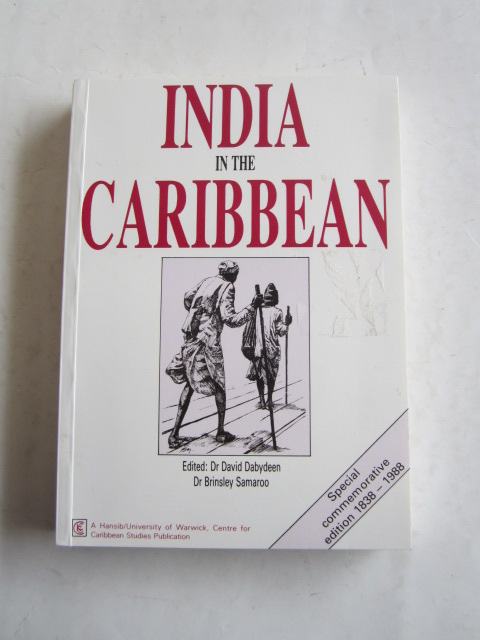 INDIA
IN THE
CARIBBEAN
Edited: Dr David Dabydeen
Dr Brinsley Samaroo
Special
commemorative
edition 1838 – 1988
A Hansib/University of Warwick, Centre for
Caribbean Studies Publication